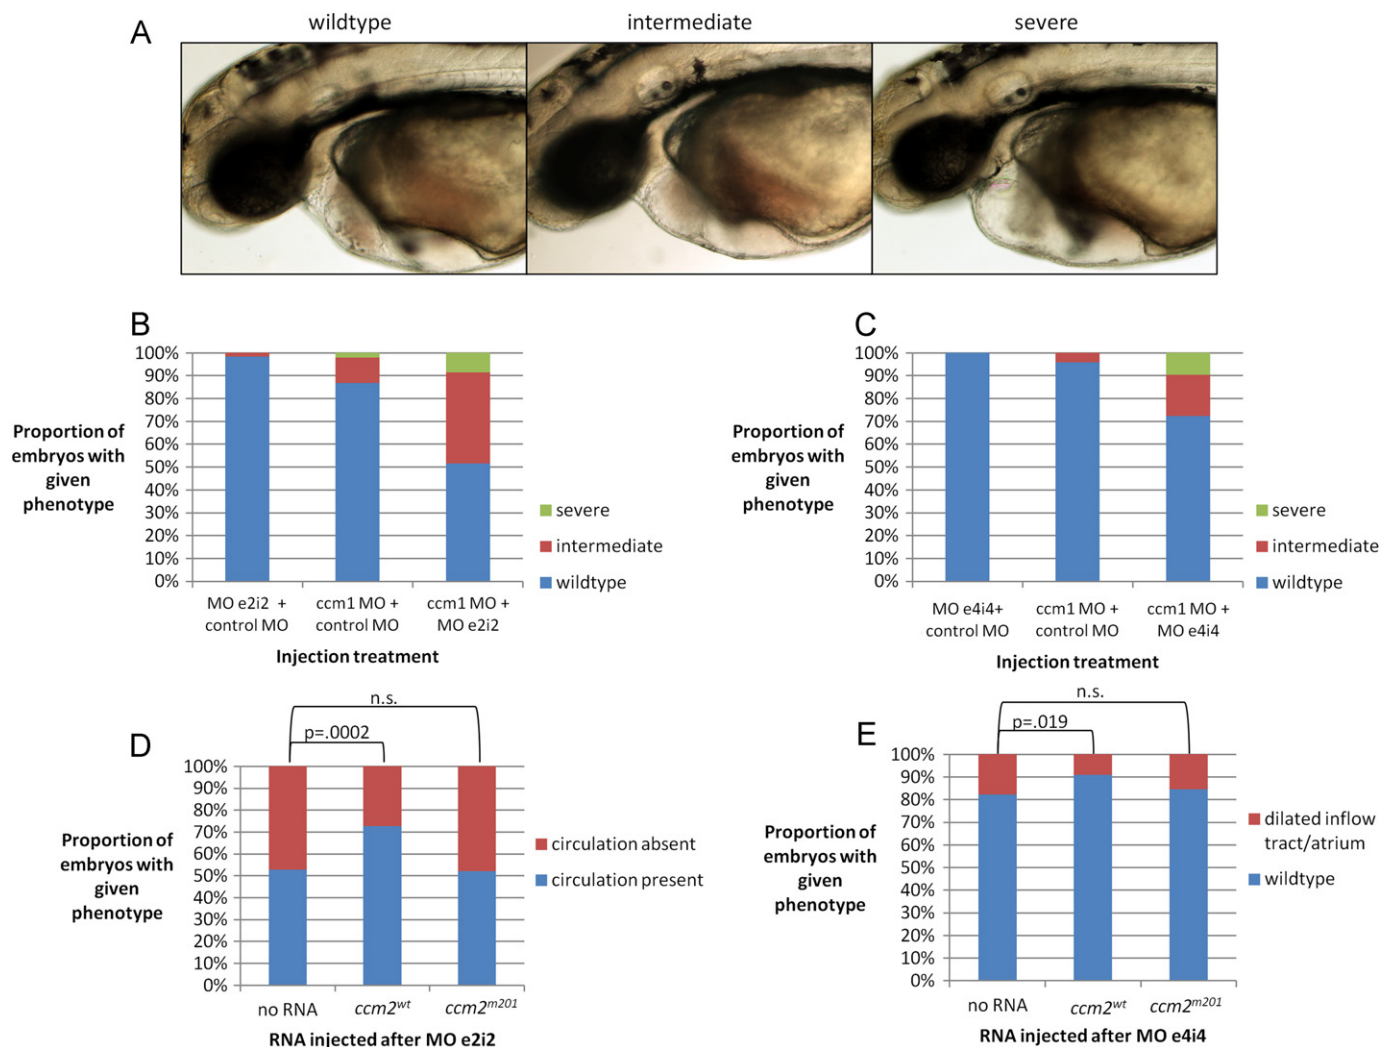 A
wildtype
intermediate
severe
B
100%
90%
80%
70%
60%
50%
40%
30%
20%
10%
0%
Proportion of
embryos with
given
phenotype
severe
intermediate
wildtype
MO e2i2 +
control MO
ccm1 MO +
control MO
ccm1 MO +
MO e2i2
Injection treatment
C
100%
90%
80%
70%
60%
50%
40%
30%
20%
10%
0%
Proportion of
embryos with
given
phenotype
severe
intermediate
wildtype
MO e4i4+
control MO
ccm1 MO +
control MO
ccm1 MO +
MO e4i4
Injection treatment
D
n.s.
p=.0002
100%
90%
80%
70%
60%
50%
40%
30%
20%
10%
0%
Proportion of
embryos with
given
phenotype
circulation absent
circulation present
no RNA
ccm2wt
ccm2m201
RNA injected after MO e2i2
E
n.s.
p=.019
100%
90%
80%
70%
60%
50%
40%
30%
20%
10%
0%
Proportion of
embryos with
given
phenotype
dilated inflow
tract/atrium
wildtype
no RNA
ccm2wt
ccm2m201
RNA injected after MO e4i4